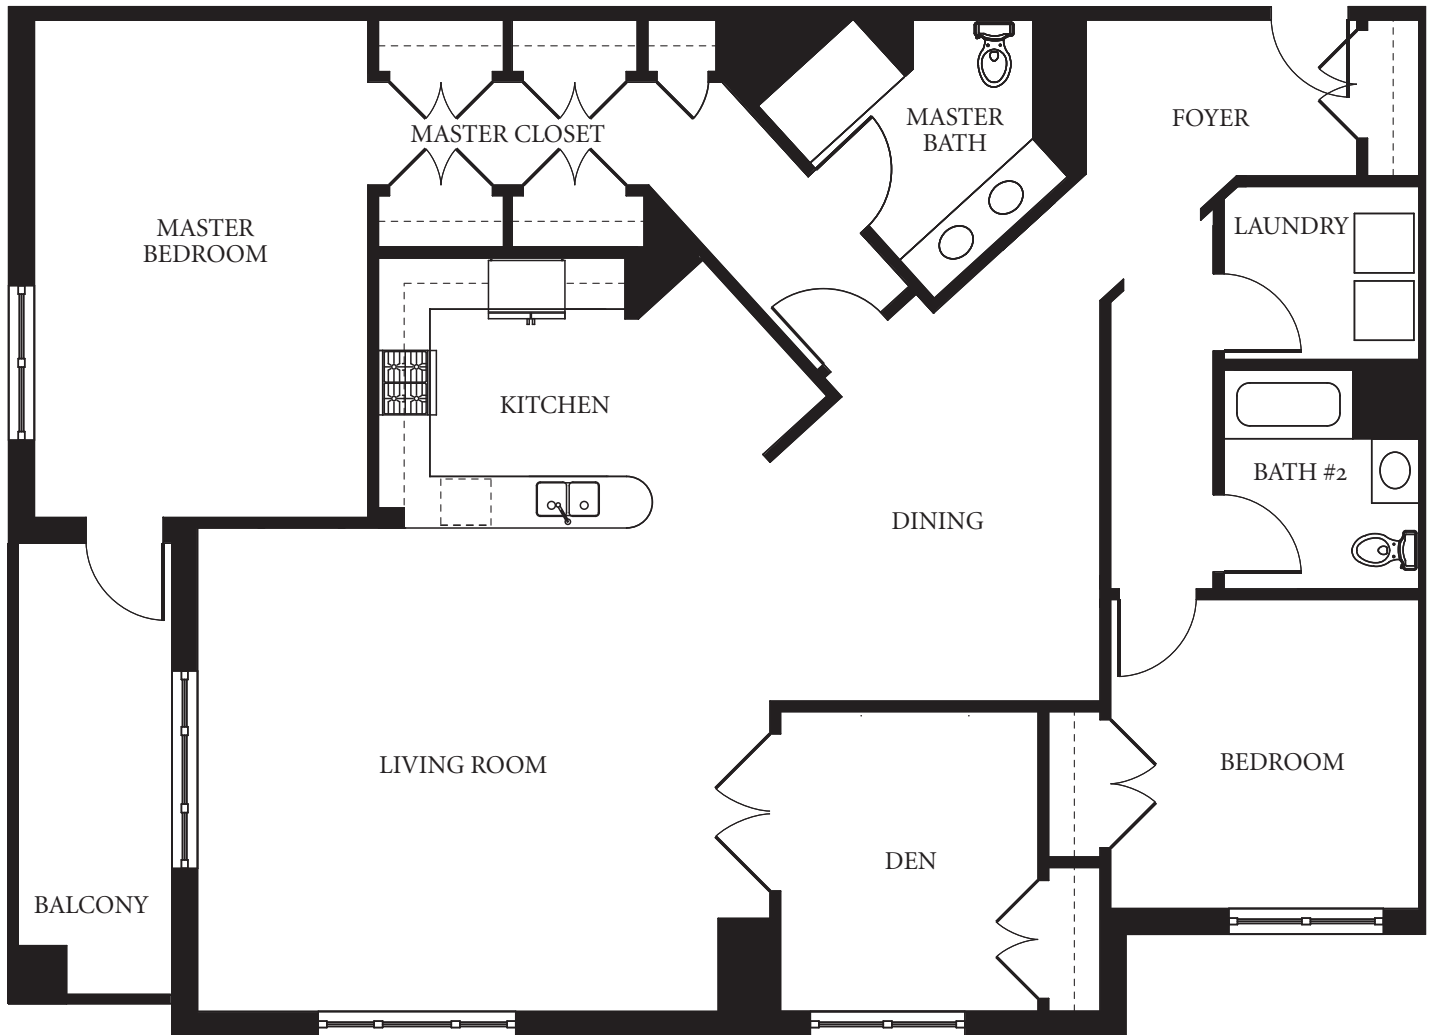 MASTER CLOSET
MASTER
BATH
FOYER
MASTER
BEDROOM
LAUNDRY
KITCHEN
BATH #2
DINING
LIVING ROOM
BEDROOM
DEN
BALCONY